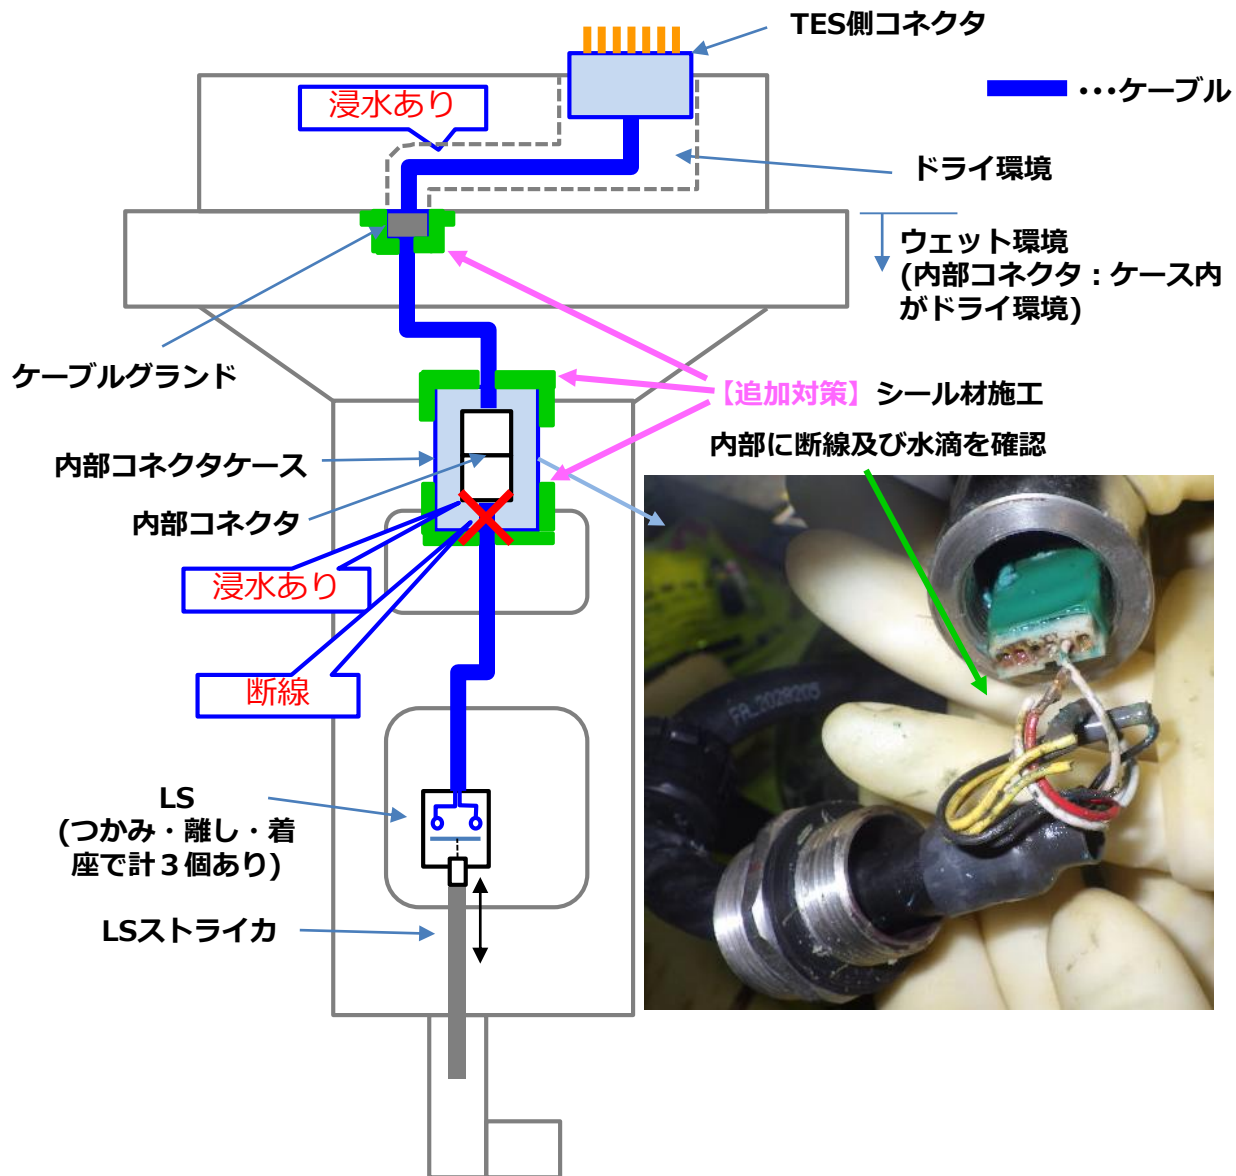 TES側コネクタ
･･･ケーブル
浸水あり
ドライ環境
ウェット環境
(内部コネクタ：ケース内
がドライ環境)
ケーブルグランド
【追加対策】シール材施工
内部に断線及び水滴を確認
内部コネクタケース
内部コネクタ
浸水あり
断線
FA_2028205
LS
(つかみ・離し・着
座で計３個あり)
LSストライカ